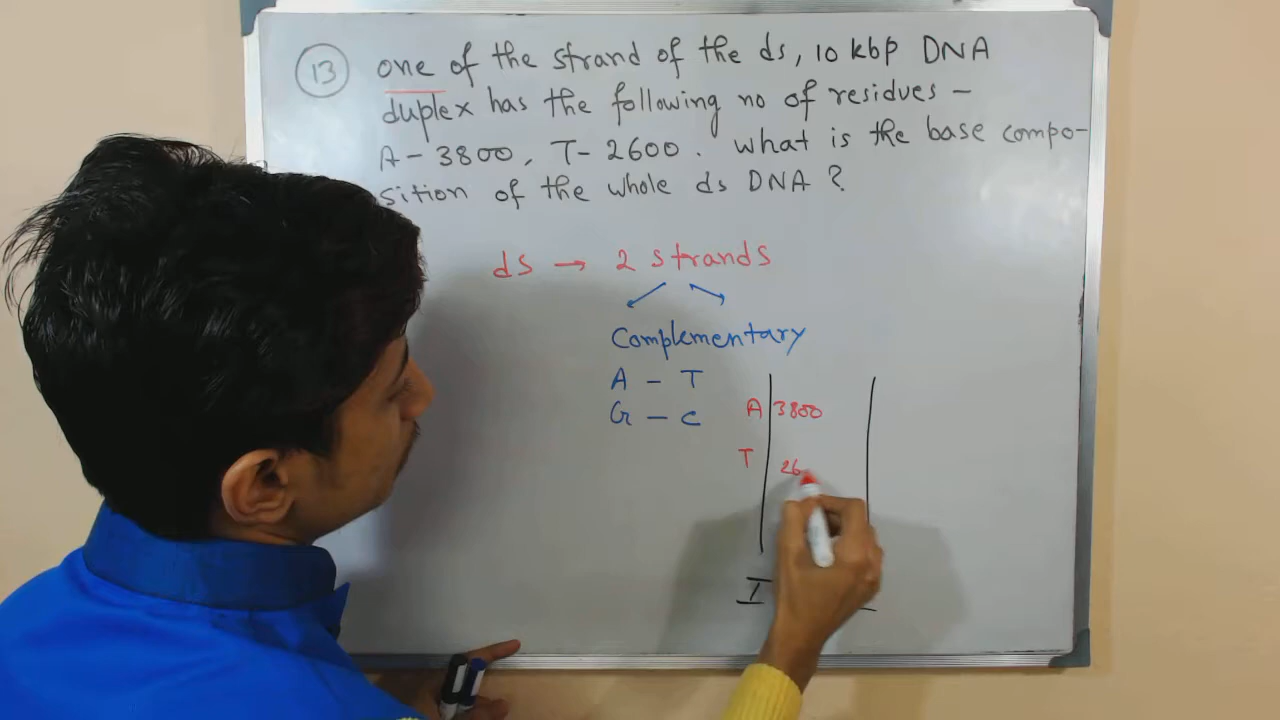 13 one of the strand of the ds, 10 kbp DNA
duplex has the following no of residues –
A – 3800, T- 2600. What is the base compo-
sition of the whole ds DNA ?
ds → 2 strands
Complementary
A – T
G – C
A 3800
T 26
I